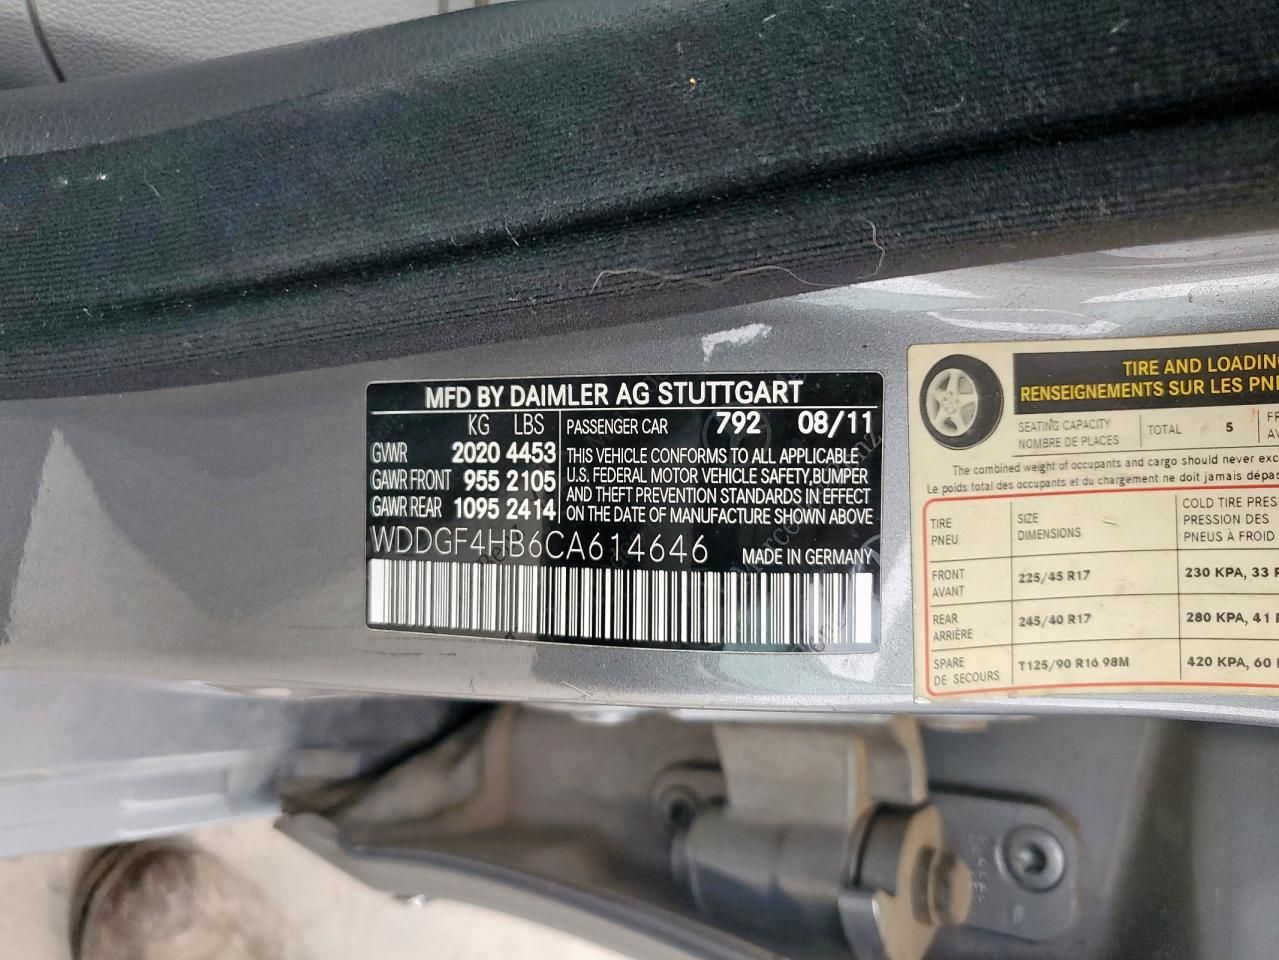 MFD BY DAIMLER AG STUTTGART
KG LBS
GVWR 2020 4453
GAWR FRONT 955 2105
GAWR REAR 1095 2414
PASSENGER CAR 792 08/11
THIS VEHICLE CONFORMS TO ALL APPLICABLE
U.S. FEDERAL MOTOR VEHICLE SAFETY,BUMPER
AND THEFT PREVENTION STANDARDS IN EFFECT
ON THE DATE OF MANUFACTURE SHOWN ABOVE
WDDGF4HB6CA614646 MADE IN GERMANY
TIRE AND LOADING
RENSEIGNEMENTS SUR LES
SEATING CAPACITY
NOMBRE DE PLACES
TOTAL 5
The combined weight of occupants and cargo should never
Le poids total des occupants et du chargement ne doit jamais
TIRE
PNEU
SIZE
DIMENSIONS
COLD TIRE
PRESSION DES
PNEUS À FROID
FRONT
AVANT
225/45 R17
230 KPA, 33
REAR
ARRIÈRE
245/40 R17
280 KPA, 41
SPARE
DE SECOURS
T125/90 R16 98M
420 KPA, 60